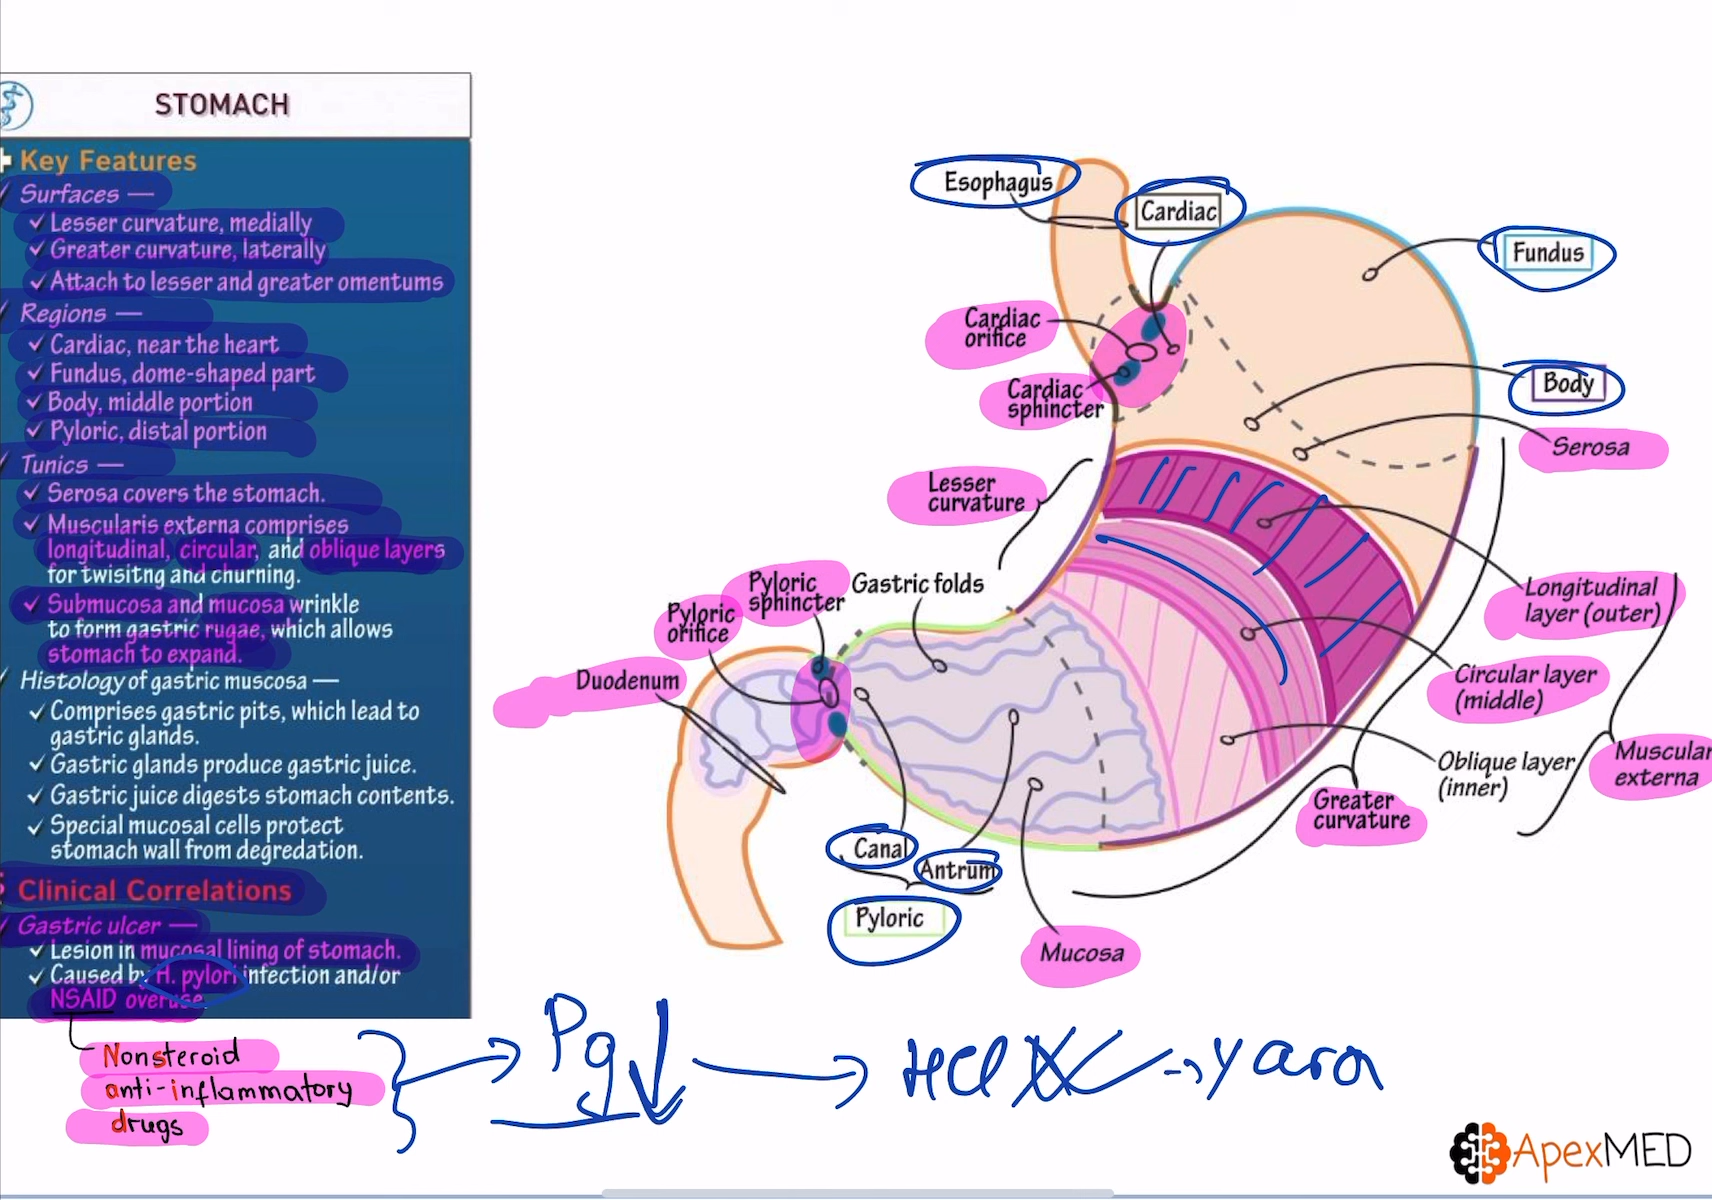 STOMACH
Key Features
Surfaces —
✓ Lesser curvature, medially
✓ Greater curvature, laterally
✓ Attach to lesser and greater omentums
Regions —
✓ Cardiac, near the heart
✓ Fundus, dome-shaped part
✓ Body, middle portion
✓ Pyloric, distal portion
Tunics —
✓ Serosa covers the stomach.
✓ Muscularis externa comprises
longitudinal, circular, and oblique layers
for twisitng and churning.
✓ Submucosa and mucosa wrinkle
to form gastric rugae, which allows
stomach to expand.
Histology of gastric muscosa —
✓ Comprises gastric pits, which lead to
gastric glands.
✓ Gastric glands produce gastric juice.
✓ Gastric juice digests stomach contents.
✓ Special mucosal cells protect
stomach wall from degredation.
Clinical Correlations
Gastric ulcer —
✓ Lesion in mucosal lining of stomach.
✓ Caused by H. pylori infection and/or
NSAID overuse
Nonsteroid
anti-inflammatory
drugs
Pg↓ → HCl → yara
Esophagus
Cardiac
Fundus
Cardiac
orifice
Cardiac
sphincter
Body
Serosa
Lesser
curvature
Pyloric
sphincter
Gastric folds
Pyloric
orifice
Duodenum
Longitudinal
layer (outer)
Circular layer
(middle)
Oblique layer
(inner)
Muscular
externa
Greater
curvature
Canal
Antrum
Pyloric
Mucosa
ApexMED